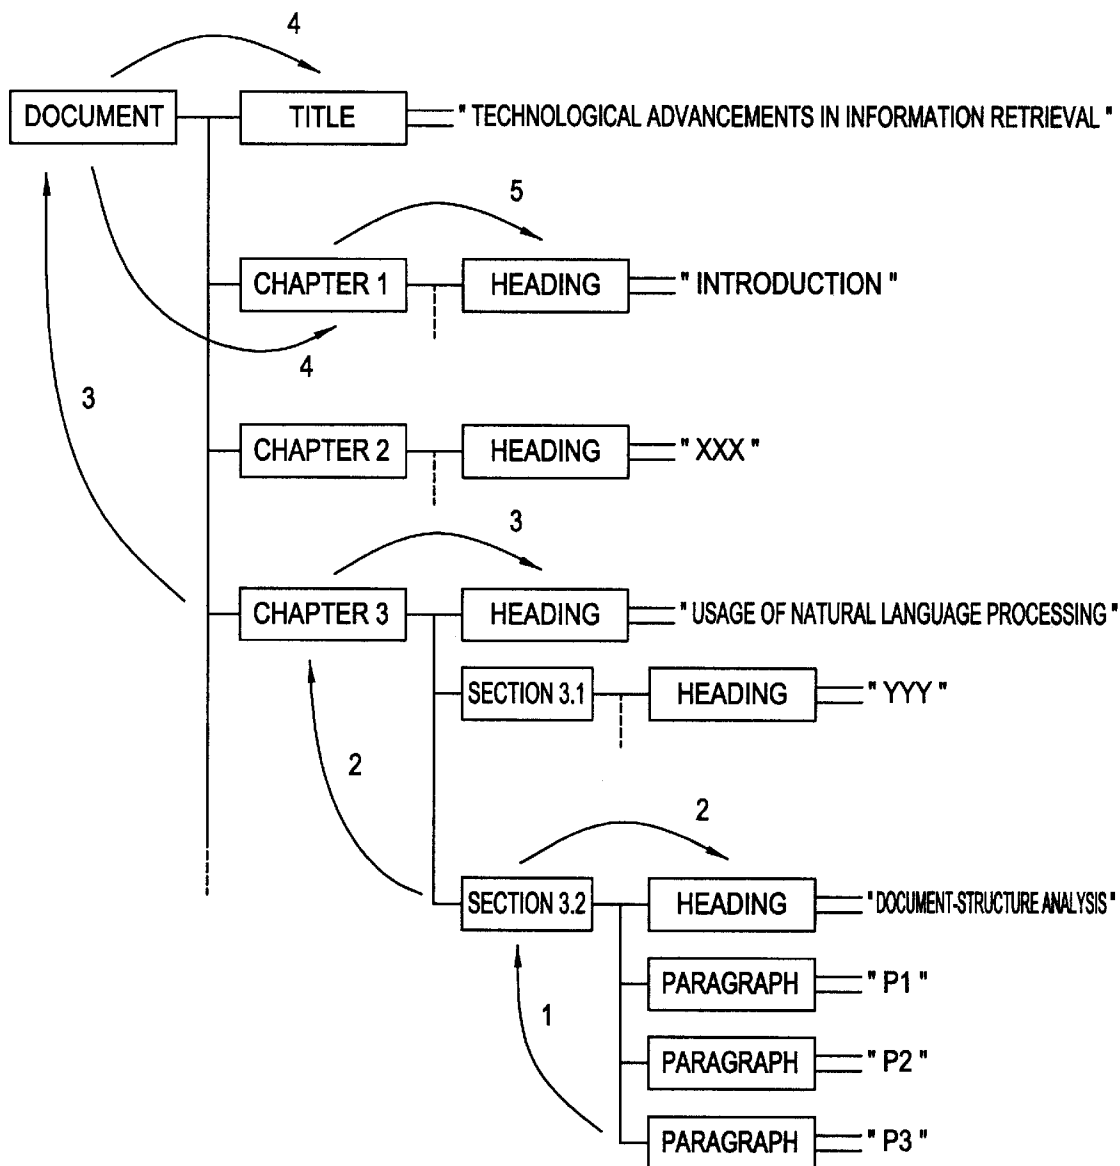 4
DOCUMENT TITLE " TECHNOLOGICAL ADVANCEMENTS IN INFORMATION RETRIEVAL "
5
CHAPTER 1 HEADING " INTRODUCTION "
4
3
CHAPTER 2 HEADING " XXX "
3
CHAPTER 3 HEADING " USAGE OF NATURAL LANGUAGE PROCESSING "
SECTION 3.1 HEADING " YYY "
2
2
SECTION 3.2 HEADING " DOCUMENT-STRUCTURE ANALYSIS "
PARAGRAPH " P1 "
1
PARAGRAPH " P2 "
PARAGRAPH " P3 "